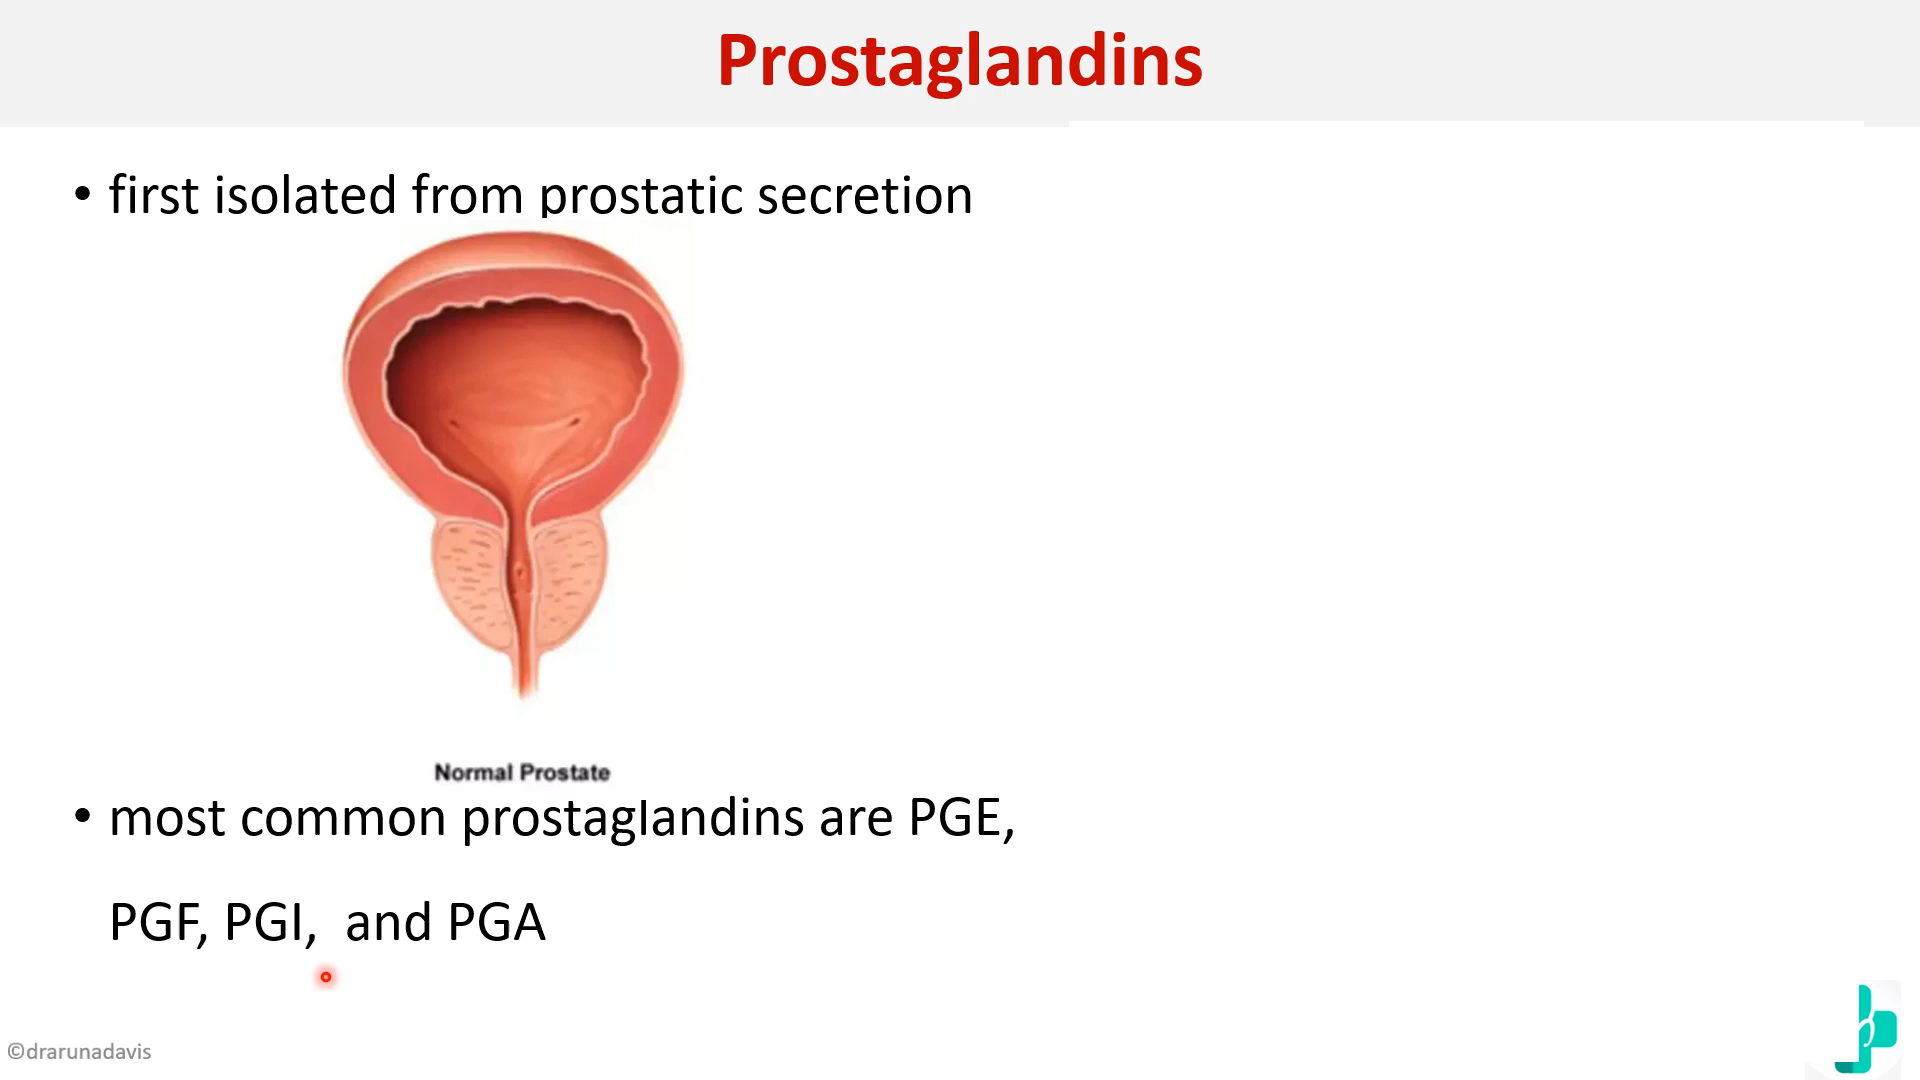 Prostaglandins
• first isolated from prostatic secretion
Normal Prostate
• most common prostaglandins are PGE,
PGF, PGI, and PGA
©drarunadavis